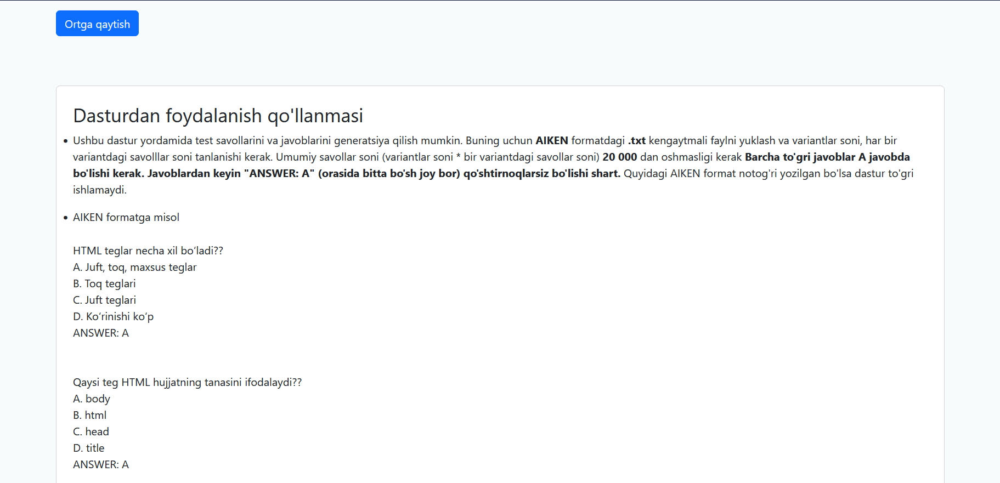 Ortga qaytish
Dasturdan foydalanish qo'llanmasi
• Ushbu dastur yordamida test savollarini va javoblarini generatsiya qilish mumkin. Buning uchun AIKEN formatdagi .txt kengaytmali faylni yuklash va variantlar soni, har bir
variantdagi savolllar soni tanlanishi kerak. Umumiy savollar soni (variantlar soni * bir variantdagi savollar soni) 20 000 dan oshmasligi kerak Barcha to'gri javoblar A javobda
bo'lishi kerak. Javoblardan keyin "ANSWER: A" (orasida bitta bo'sh joy bor) qo'shtirnoqlarsiz bo'lishi shart. Quyidagi AIKEN format notog'ri yozilgan bo'lsa dastur to'gri
ishlamaydi.
• AIKEN formatga misol
HTML teglar necha xil bo‘ladi??
A. Juft, toq, maxsus teglar
B. Toq teglari
C. Juft teglari
D. Ko‘rinishi ko‘p
ANSWER: A
Qaysi teg HTML hujjatning tanasini ifodalaydi??
A. body
B. html
C. head
D. title
ANSWER: A